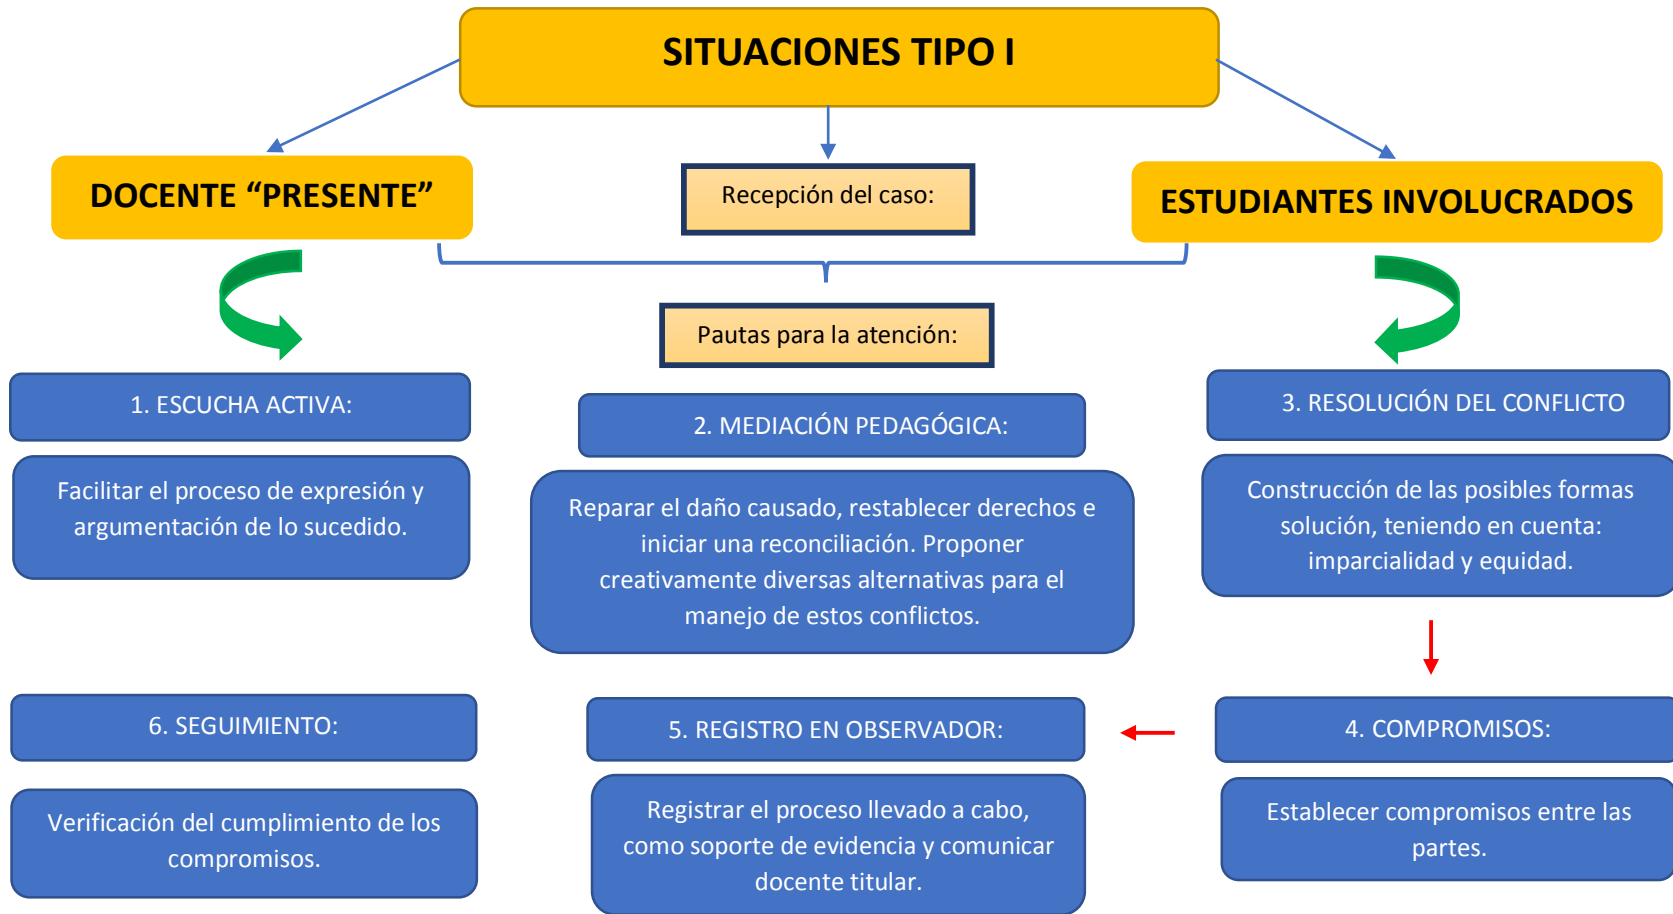 SITUACIONES TIPO I
DOCENTE “PRESENTE”
Recepción del caso:
ESTUDIANTES INVOLUCRADOS
Pautas para la atención:
1. ESCUCHA ACTIVA:
Facilitar el proceso de expresión y
argumentación de lo sucedido.
2. MEDIACIÓN PEDAGÓGICA:
Reparar el daño causado, restablecer derechos e
iniciar una reconciliación. Proponer
creativamente diversas alternativas para el
manejo de estos conflictos.
3. RESOLUCIÓN DEL CONFLICTO
Construcción de las posibles formas
solución, teniendo en cuenta:
imparcialidad y equidad.
4. COMPROMISOS:
Establecer compromisos entre las
partes.
5. REGISTRO EN OBSERVADOR:
Registrar el proceso llevado a cabo,
como soporte de evidencia y comunicar
docente titular.
6. SEGUIMIENTO:
Verificación del cumplimiento de los
compromisos.